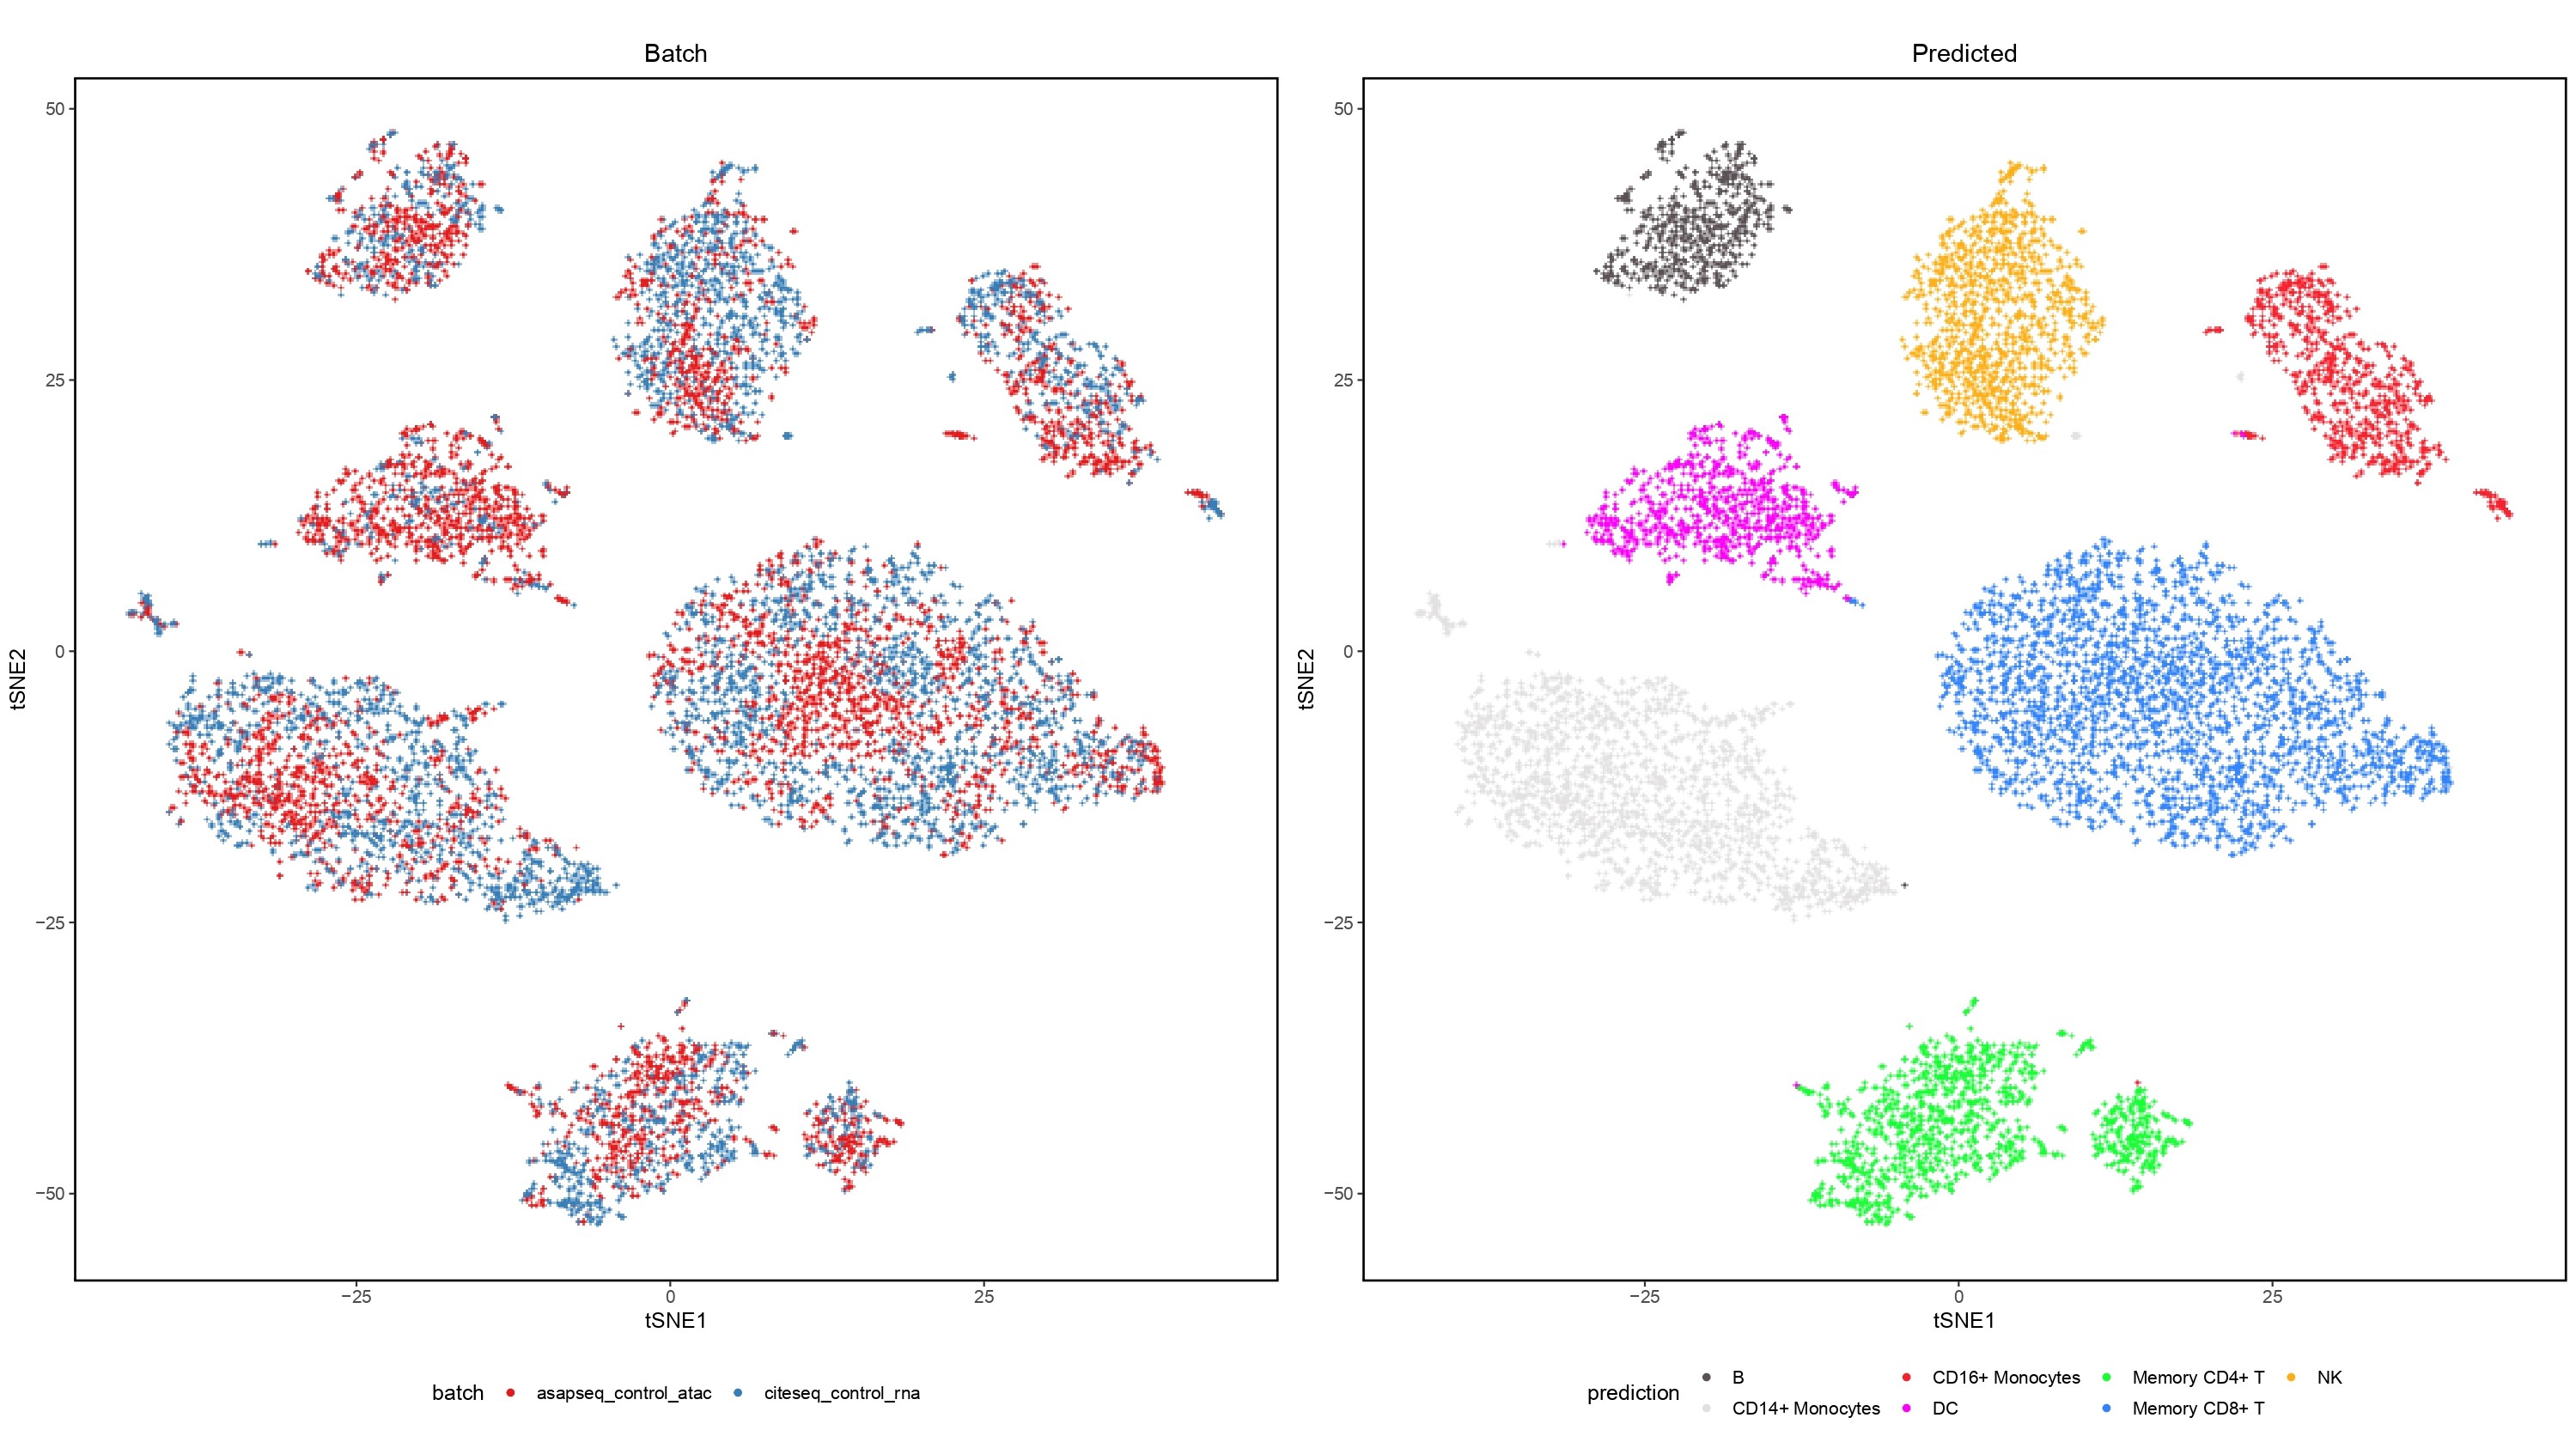 Batch
50
25
0
−25
−50
tSNE2
−25 0 25
tSNE1
batch asapseq_control_atac citeseq_control_rna
Predicted
50
25
0
−25
−50
tSNE2
−25 0 25
tSNE1
prediction
B CD16+ Monocytes Memory CD4+ T NK
CD14+ Monocytes DC Memory CD8+ T